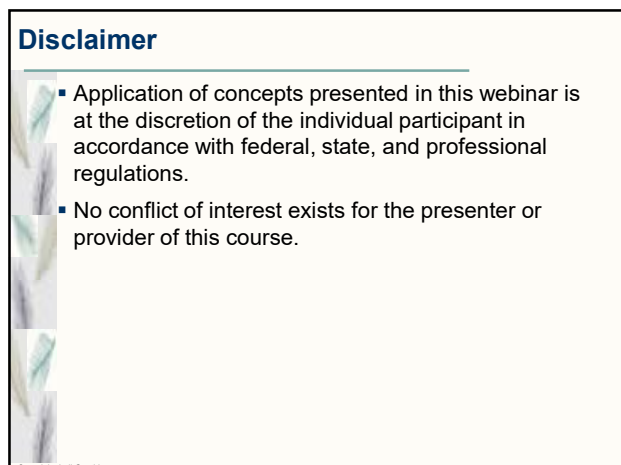 Disclaimer
▪ Application of concepts presented in this webinar is
at the discretion of the individual participant in
accordance with federal, state, and professional
regulations.
▪ No conflict of interest exists for the presenter or
provider of this course.